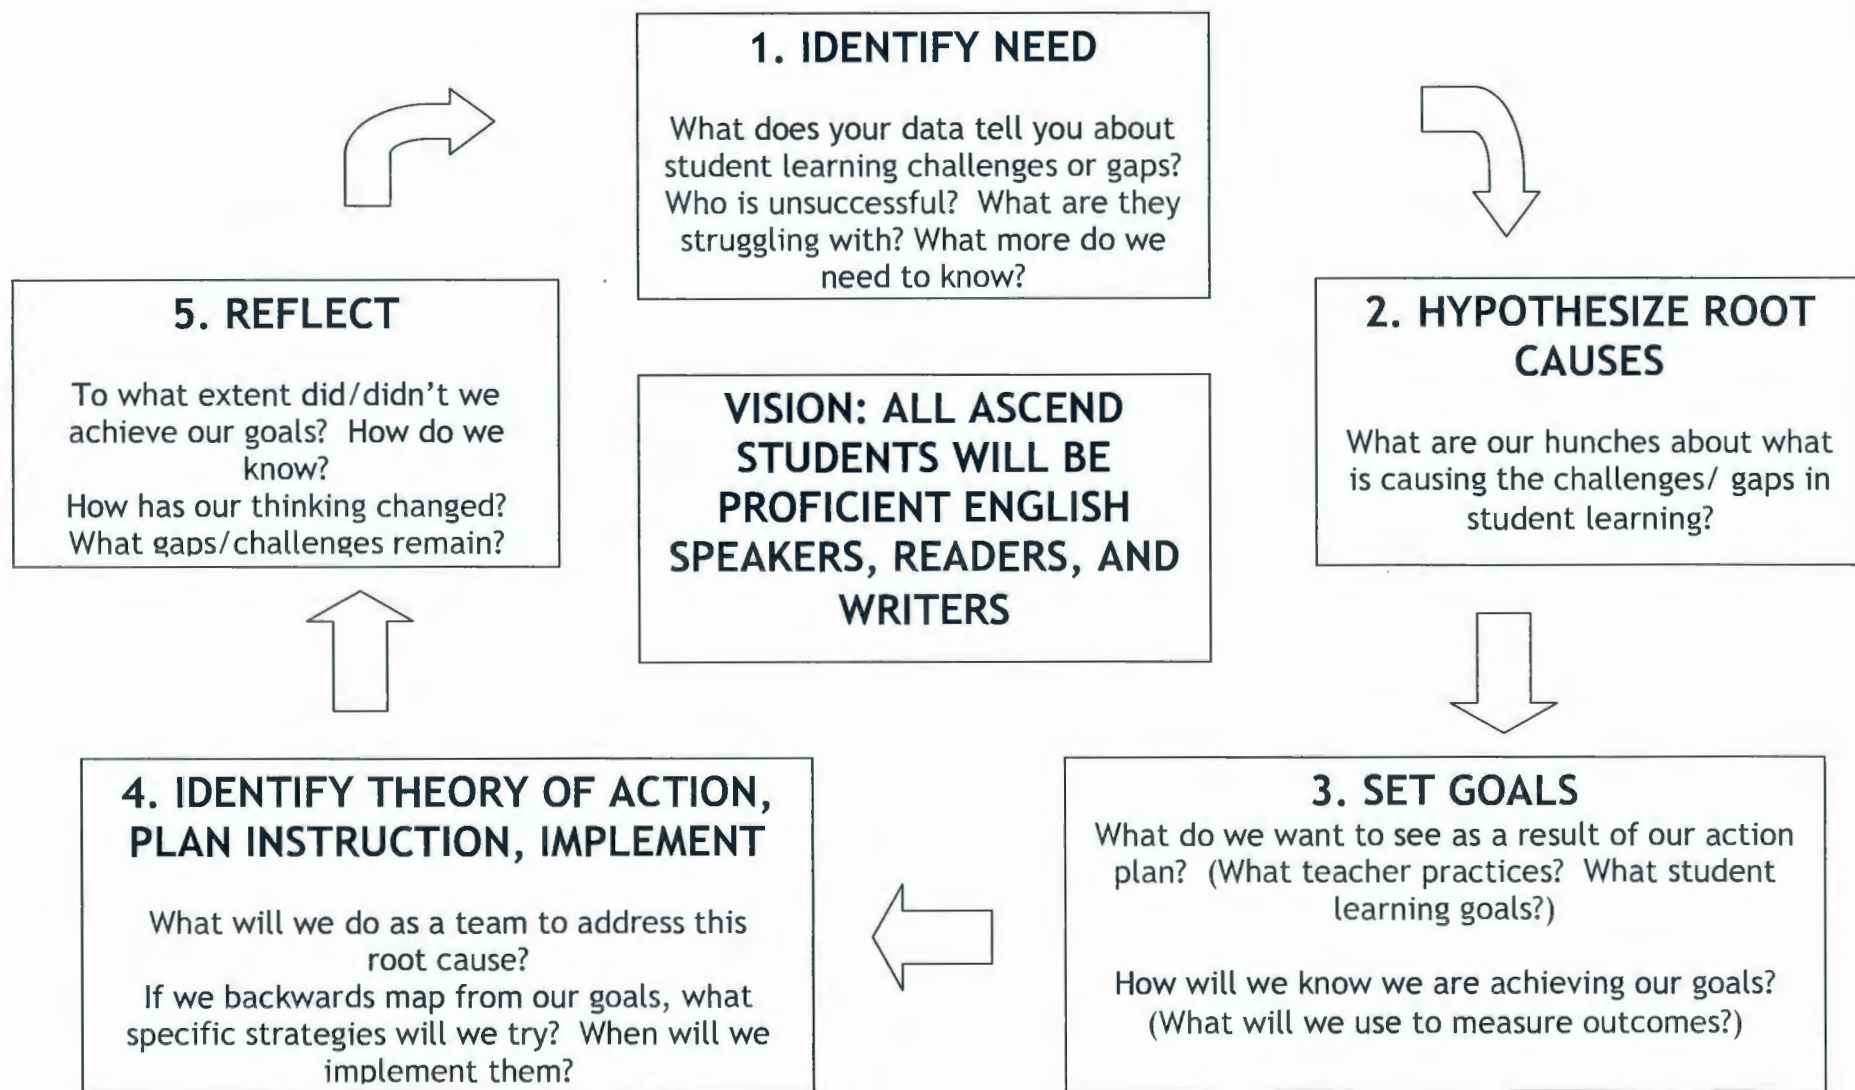 1. IDENTIFY NEED
What does your data tell you about
student learning challenges or gaps?
Who is unsuccessful? What are they
struggling with? What more do we
need to know?
2. HYPOTHESIZE ROOT
CAUSES
What are our hunches about what
is causing the challenges/ gaps in
student learning?
3. SET GOALS
What do we want to see as a result of our action
plan? (What teacher practices? What student
learning goals?)
How will we know we are achieving our goals?
(What will we use to measure outcomes?)
4. IDENTIFY THEORY OF ACTION,
PLAN INSTRUCTION, IMPLEMENT
What will we do as a team to address this
root cause?
If we backwards map from our goals, what
specific strategies will we try? When will we
implement them?
5. REFLECT
To what extent did/didn't we
achieve our goals? How do we
know?
How has our thinking changed?
What gaps/challenges remain?
VISION: ALL ASCEND
STUDENTS WILL BE
PROFICIENT ENGLISH
SPEAKERS, READERS, AND
WRITERS